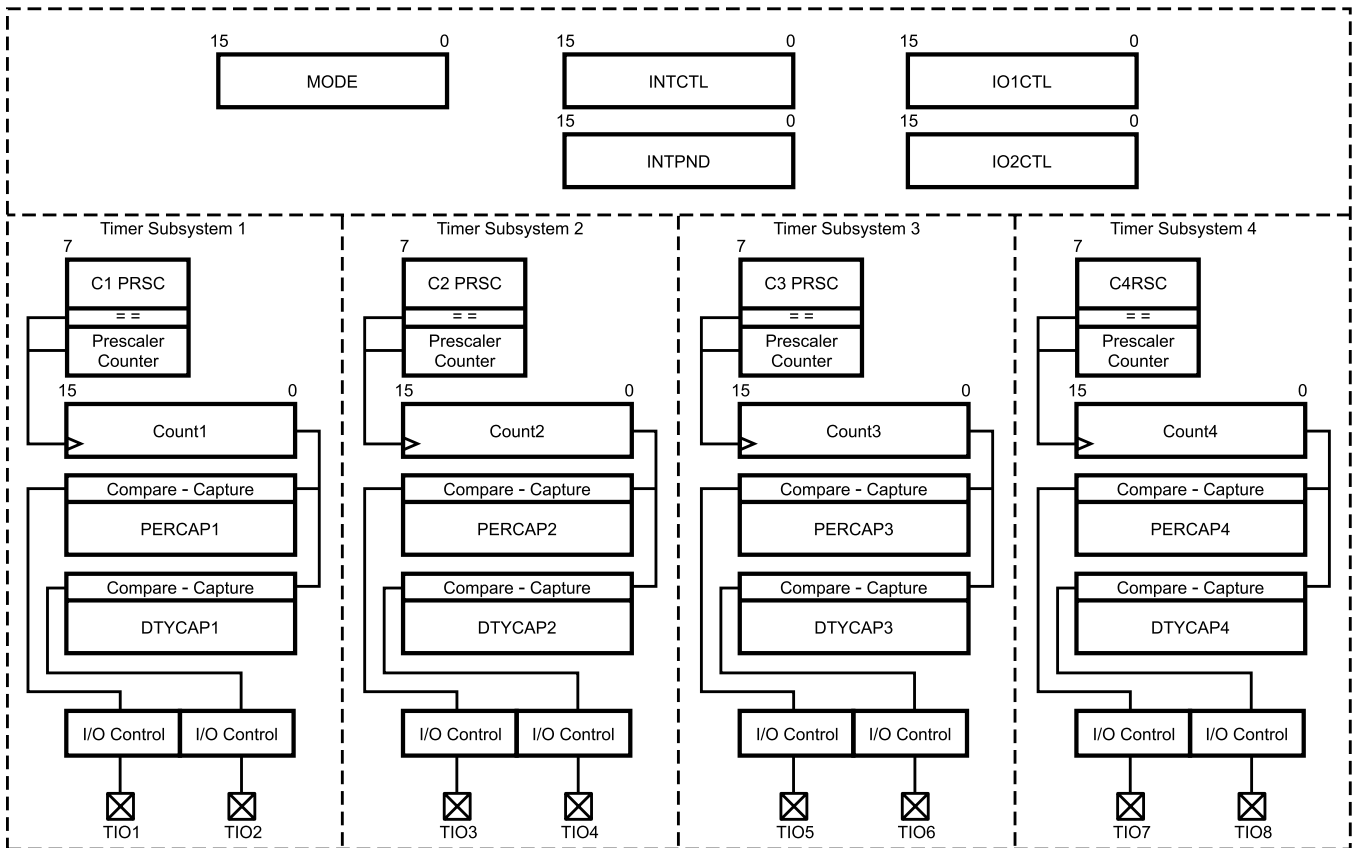 15 0 15 0 15 0
MODE INTCTL IO1CTL
15 0 15 0
INTPND IO2CTL
Timer Subsystem 1 Timer Subsystem 2 Timer Subsystem 3 Timer Subsystem 4
7 7 7 7
C1 PRSC C2 PRSC C3 PRSC C4RSC
= = = = = = = =
Prescaler Prescaler Prescaler Prescaler
Counter Counter Counter Counter
15 0 15 0 15 0 15 0
Count1 Count2 Count3 Count4
Compare - Capture Compare - Capture Compare - Capture Compare - Capture
PERCAP1 PERCAP2 PERCAP3 PERCAP4
Compare - Capture Compare - Capture Compare - Capture Compare - Capture
DTYCAP1 DTYCAP2 DTYCAP3 DTYCAP4
I/O Control I/O Control I/O Control I/O Control I/O Control I/O Control I/O Control I/O Control
TIO1 TIO2 TIO3 TIO4 TIO5 TIO6 TIO7 TIO8